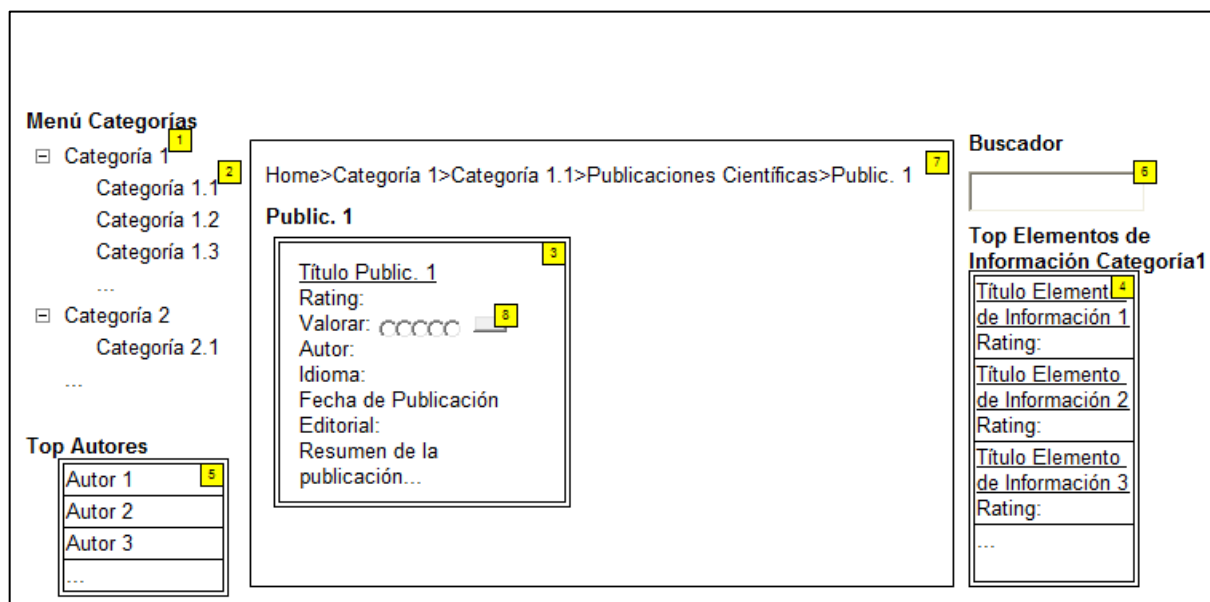 Menú Categorías
1
Categoría 1
2
Categoría 1.1
Categoría 1.2
Categoría 1.3
...
Categoría 2
Categoría 2.1
...
Top Autores
5
Autor 1
Autor 2
Autor 3
...
7
Home>Categoría 1>Categoría 1.1>Publicaciones Científicas>Public. 1
Public. 1
3
Título Public. 1
Rating:
Valorar:
8
Autor:
Idioma:
Fecha de Publicación
Editorial:
Resumen de la
publicación...
Buscador
6
Top Elementos de
Información Categoría1
4
Título Element
de Información 1
Rating:
Título Elemento
de Información 2
Rating:
Título Elemento
de Información 3
Rating:
...